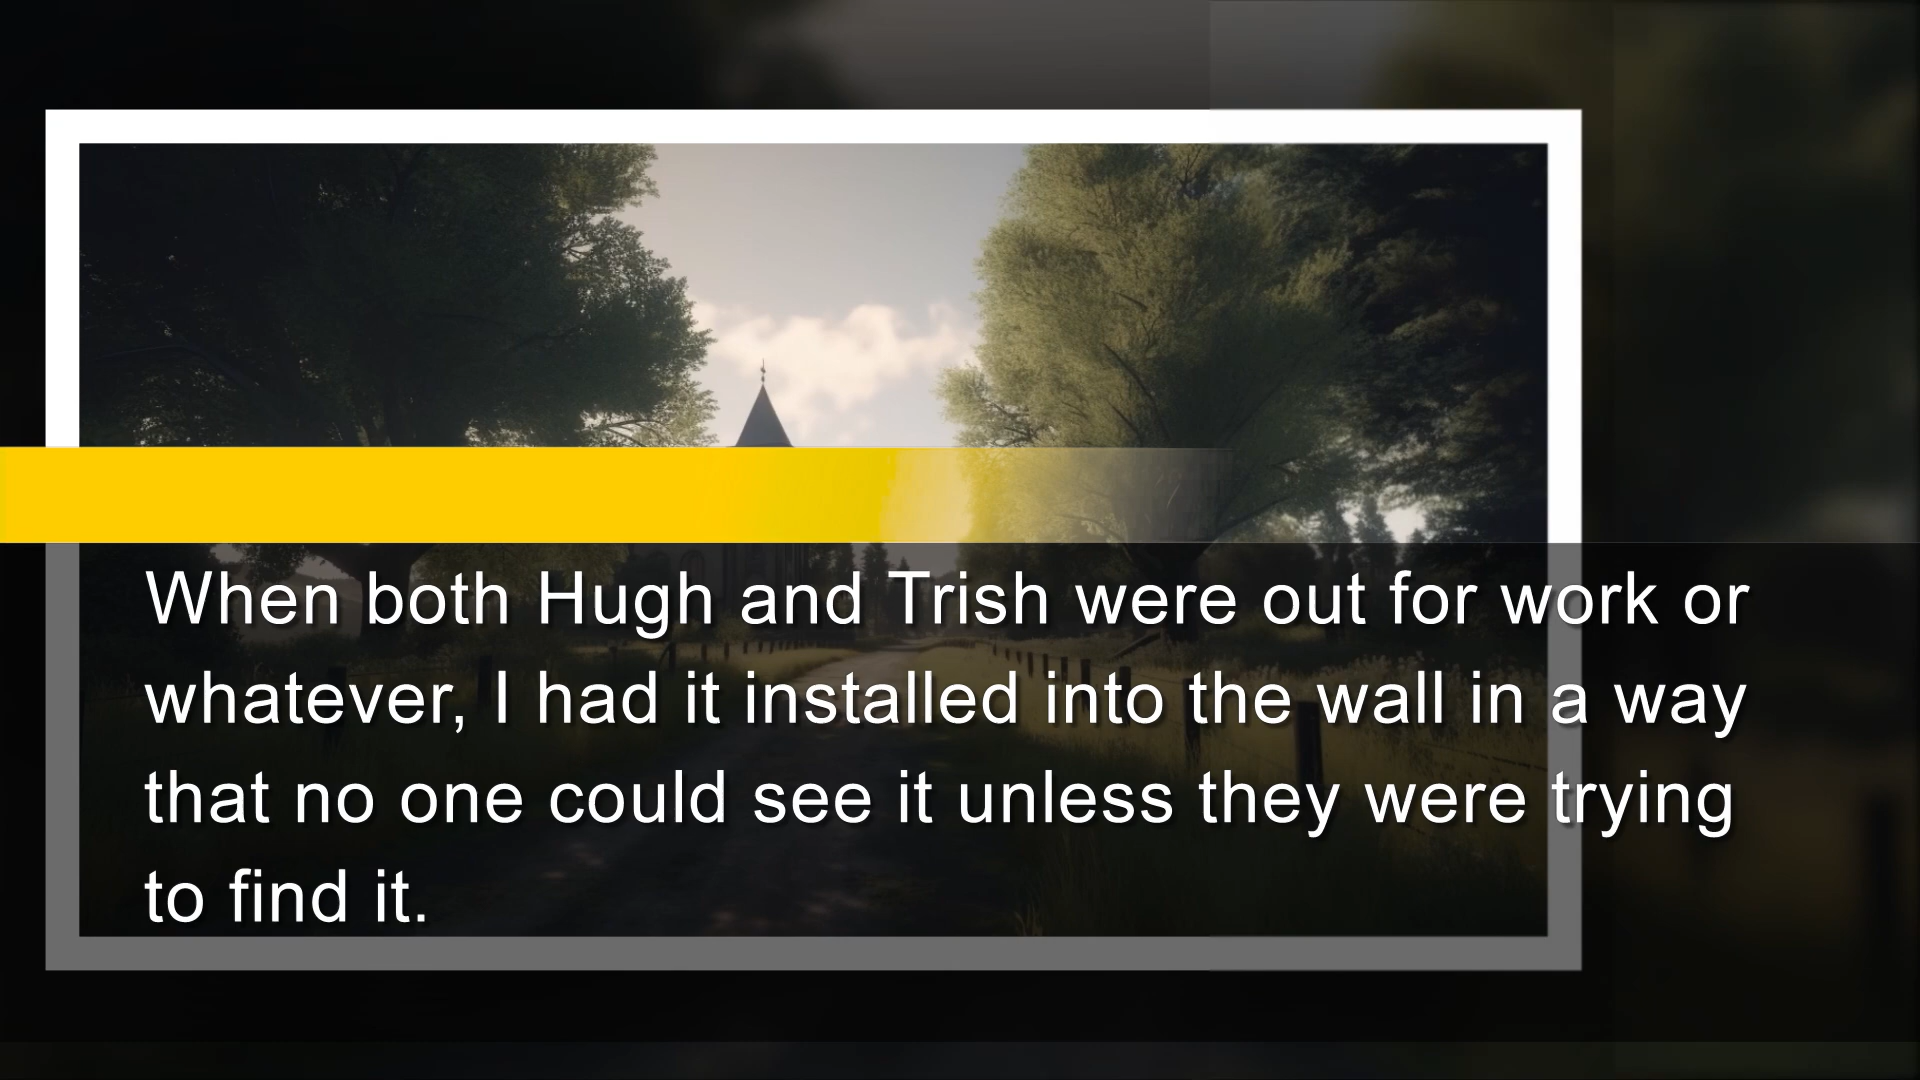 When both Hugh and Trish were out for work or
whatever, I had it installed into the wall in a way
that no one could see it unless they were trying
to find it.